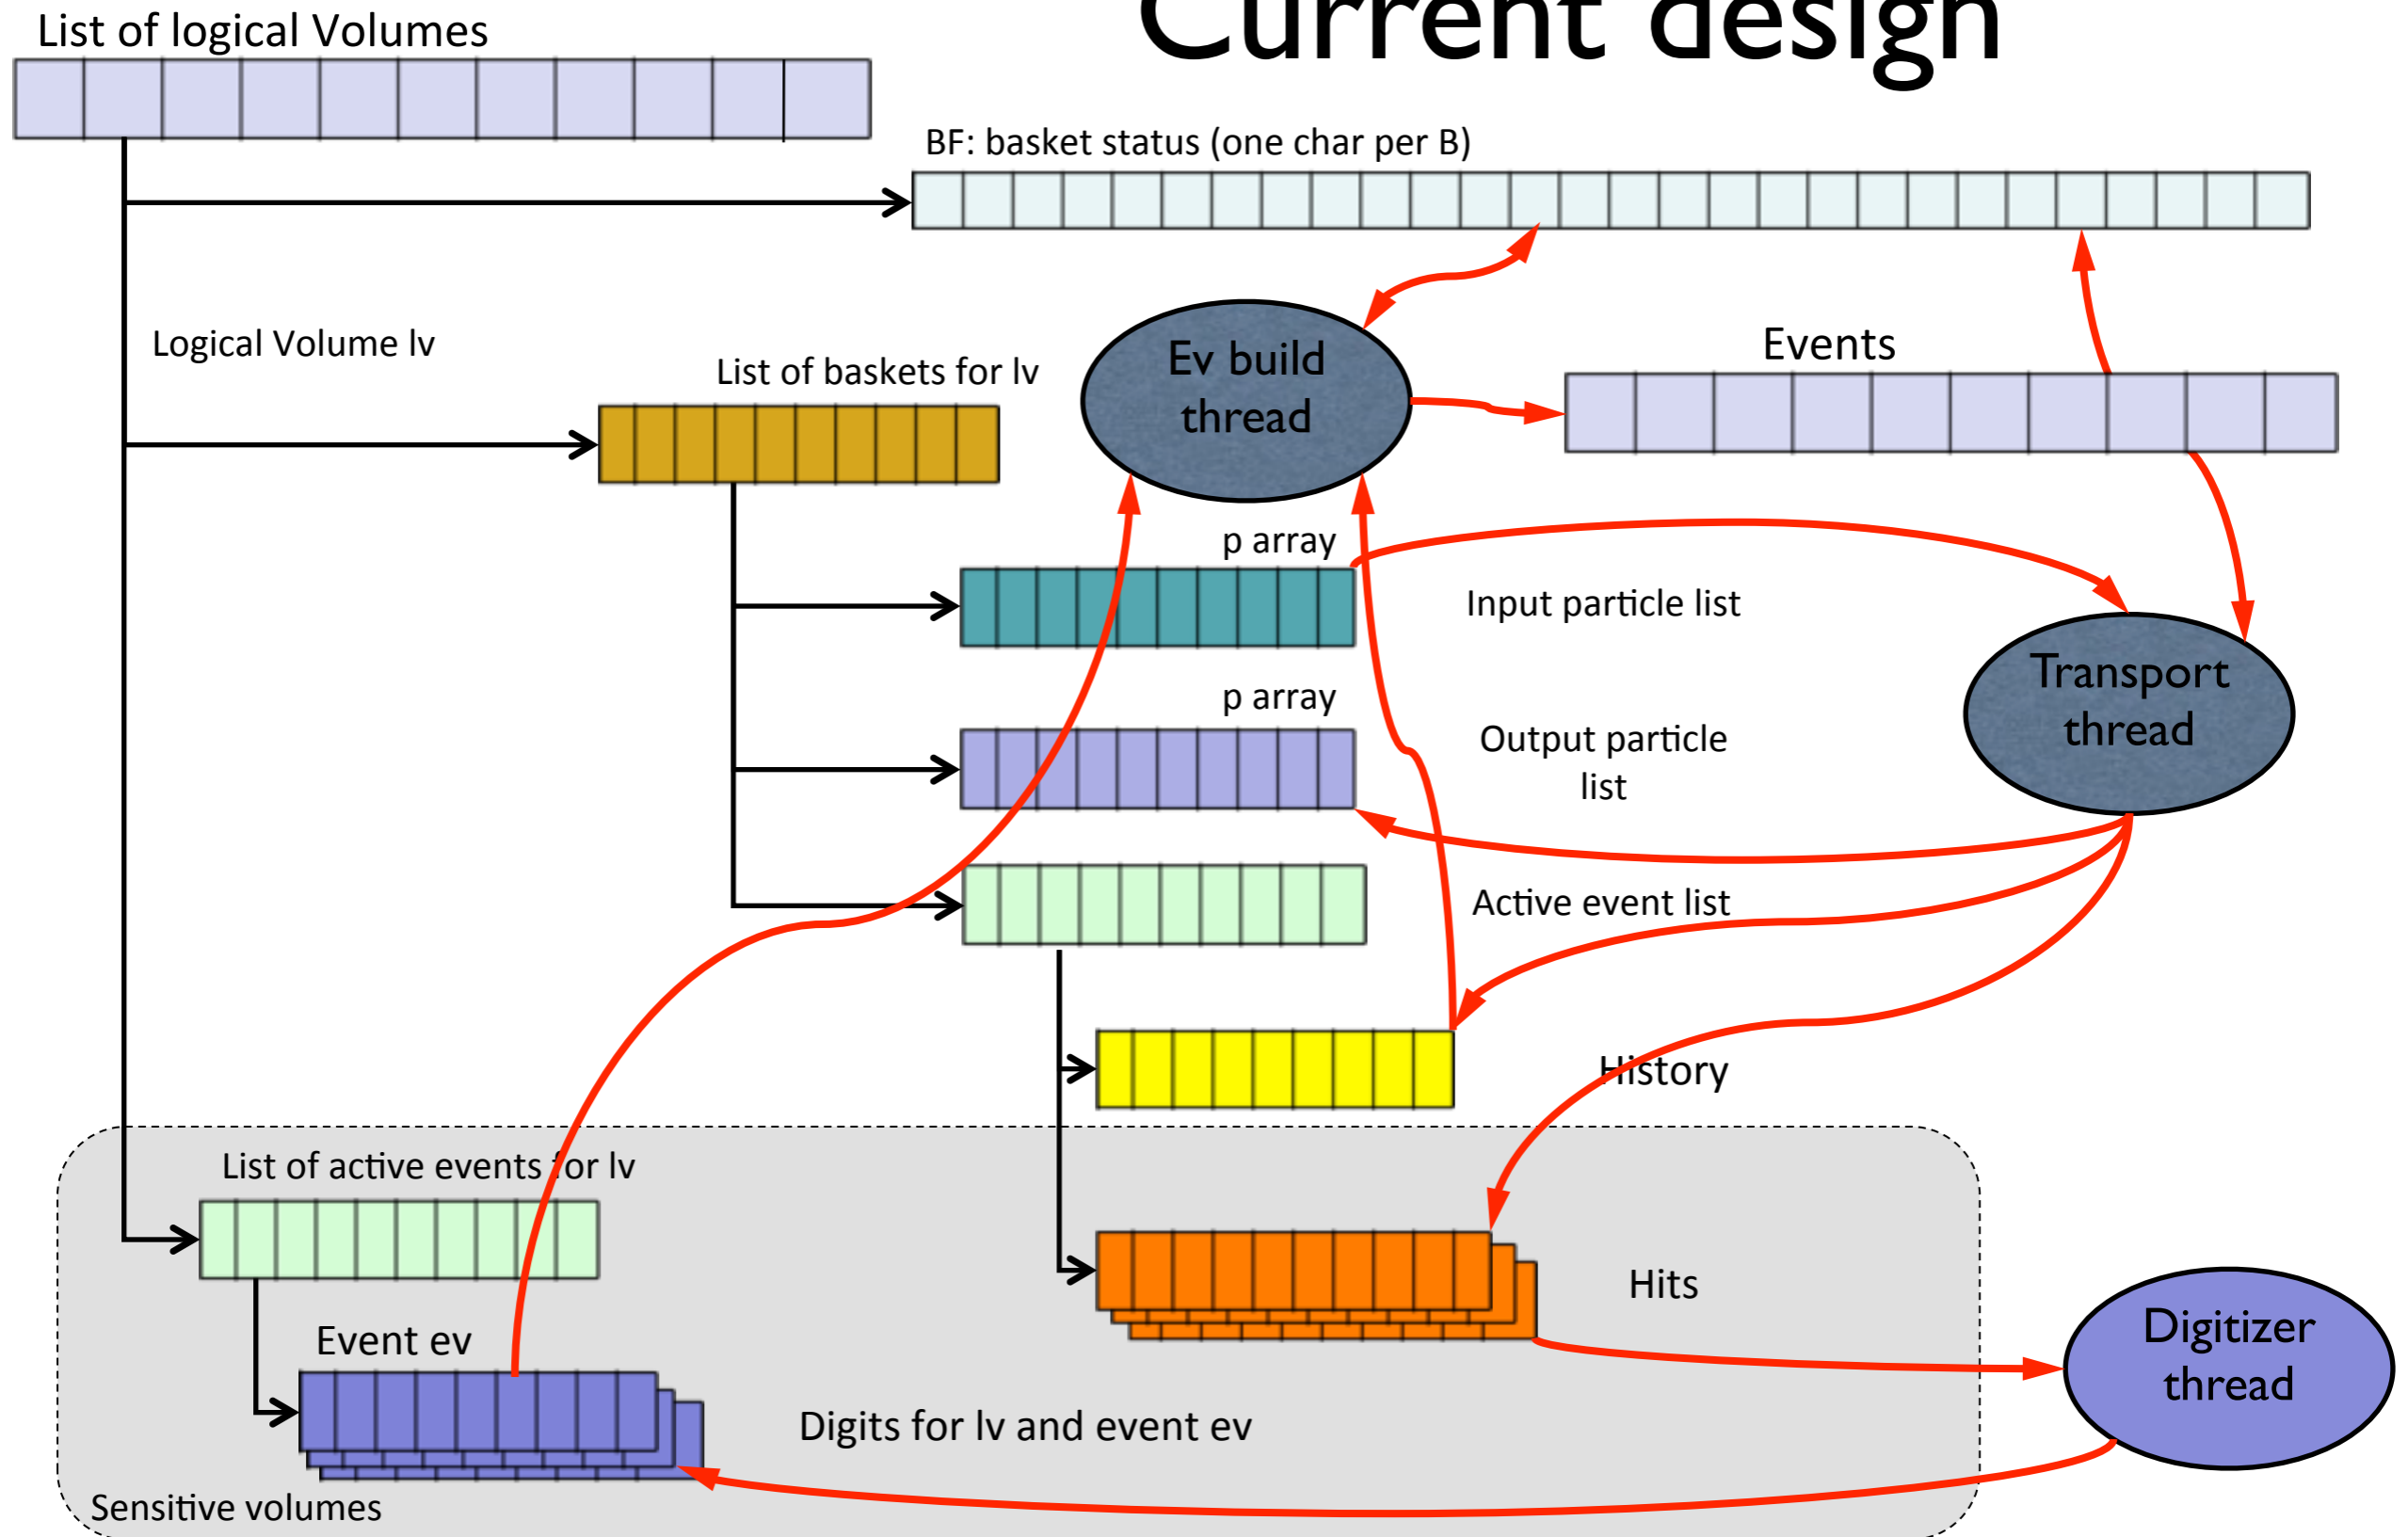 Current design
List of logical Volumes
BF: basket status (one char per B)
Logical Volume lv
List of baskets for lv
Ev build
thread
Events
p array
Input particle list
p array
Output particle
list
Transport
thread
Active event list
History
List of active events for lv
Hits
Event ev
Digits for lv and event ev
Digitizer
thread
Sensitive volumes